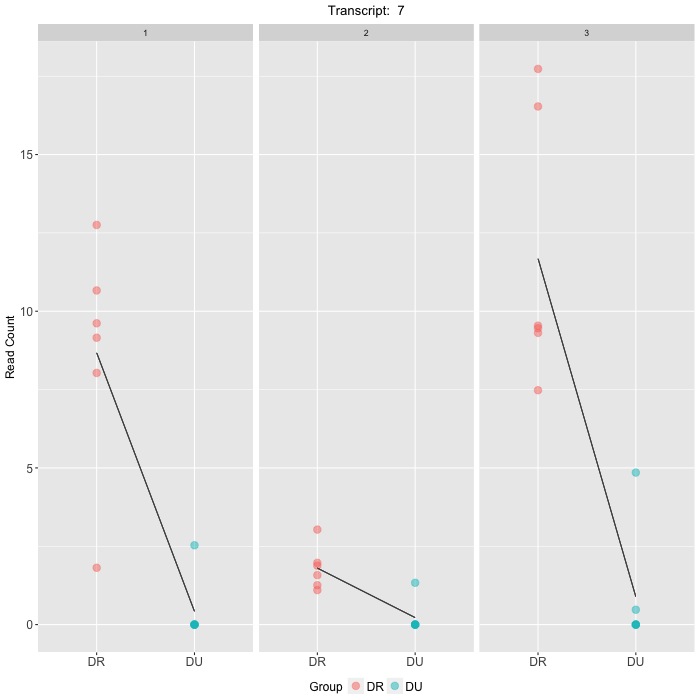 Transcript: 7
1 2 3
15
10
5
0
Read Count
DR DU DR DU DR DU
Group DR DU